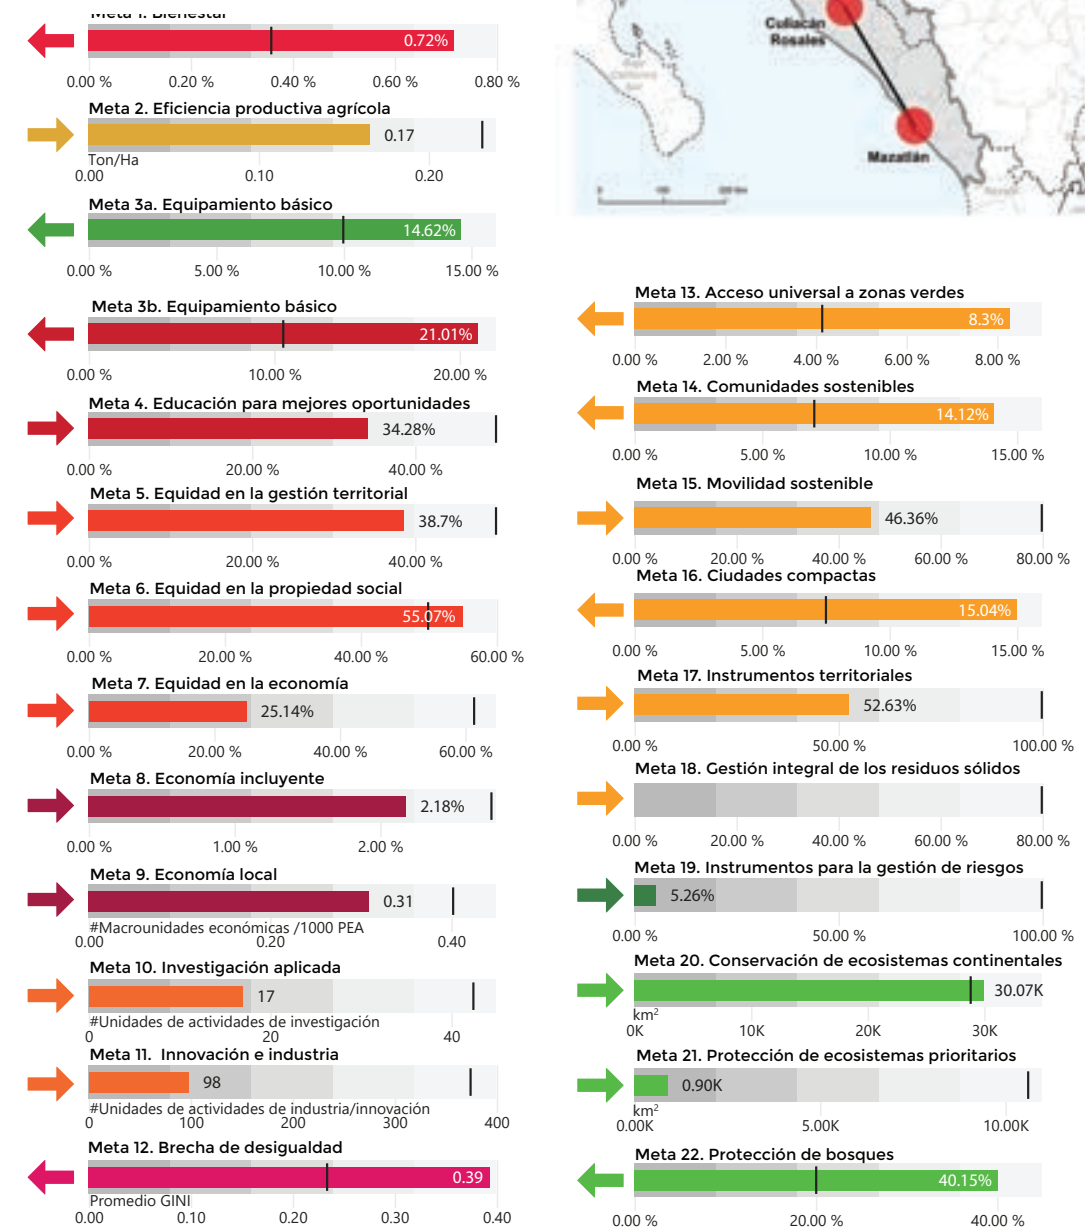 Meta 1. Bienestar
0.72%
0.00 % 0.20 % 0.40 % 0.60 % 0.80 %
Meta 2. Eficiencia productiva agrícola
0.17
Ton/Ha
0.00 0.10 0.20
Meta 3a. Equipamiento básico
14.62%
0.00 % 5.00 % 10.00 % 15.00 %
Meta 3b. Equipamiento básico
21.01%
0.00 % 10.00 % 20.00 %
Meta 4. Educación para mejores oportunidades
34.28%
0.00 % 20.00 % 40.00 %
Meta 5. Equidad en la gestión territorial
38.7%
0.00 % 20.00 % 40.00 %
Meta 6. Equidad en la propiedad social
55.07%
0.00 % 20.00 % 40.00 % 60.00 %
Meta 7. Equidad en la economía
25.14%
0.00 % 20.00 % 40.00 % 60.00 %
Meta 8. Economía incluyente
2.18%
0.00 % 1.00 % 2.00 %
Meta 9. Economía local
0.31
#Macrounidades económicas /1000 PEA
0.00 0.20 0.40
Meta 10. Investigación aplicada
17
#Unidades de actividades de investigación
0 20 40
Meta 11. Innovación e industria
98
#Unidades de actividades de industria/innovación
0 100 200 300 400
Meta 12. Brecha de desigualdad
0.39
Promedio GINI
0.00 0.10 0.20 0.30 0.40
Culiacán
Rosales
Mazatlán
Meta 13. Acceso universal a zonas verdes
8.3%
0.00 % 2.00 % 4.00 % 6.00 % 8.00 %
Meta 14. Comunidades sostenibles
14.12%
0.00 % 5.00 % 10.00 % 15.00 %
Meta 15. Movilidad sostenible
46.36%
0.00 % 20.00 % 40.00 % 60.00 % 80.00 %
Meta 16. Ciudades compactas
15.04%
0.00 % 5.00 % 10.00 % 15.00 %
Meta 17. Instrumentos territoriales
52.63%
0.00 % 50.00 % 100.00 %
Meta 18. Gestión integral de los residuos sólidos
0.00 % 20.00 % 40.00 % 60.00 % 80.00 %
Meta 19. Instrumentos para la gestión de riesgos
5.26%
0.00 % 50.00 % 100.00 %
Meta 20. Conservación de ecosistemas continentales
30.07K
km²
0K 10K 20K 30K
Meta 21. Protección de ecosistemas prioritarios
0.90K
km²
0.00K 5.00K 10.00K
Meta 22. Protección de bosques
40.15%
0.00 % 20.00 % 40.00 %